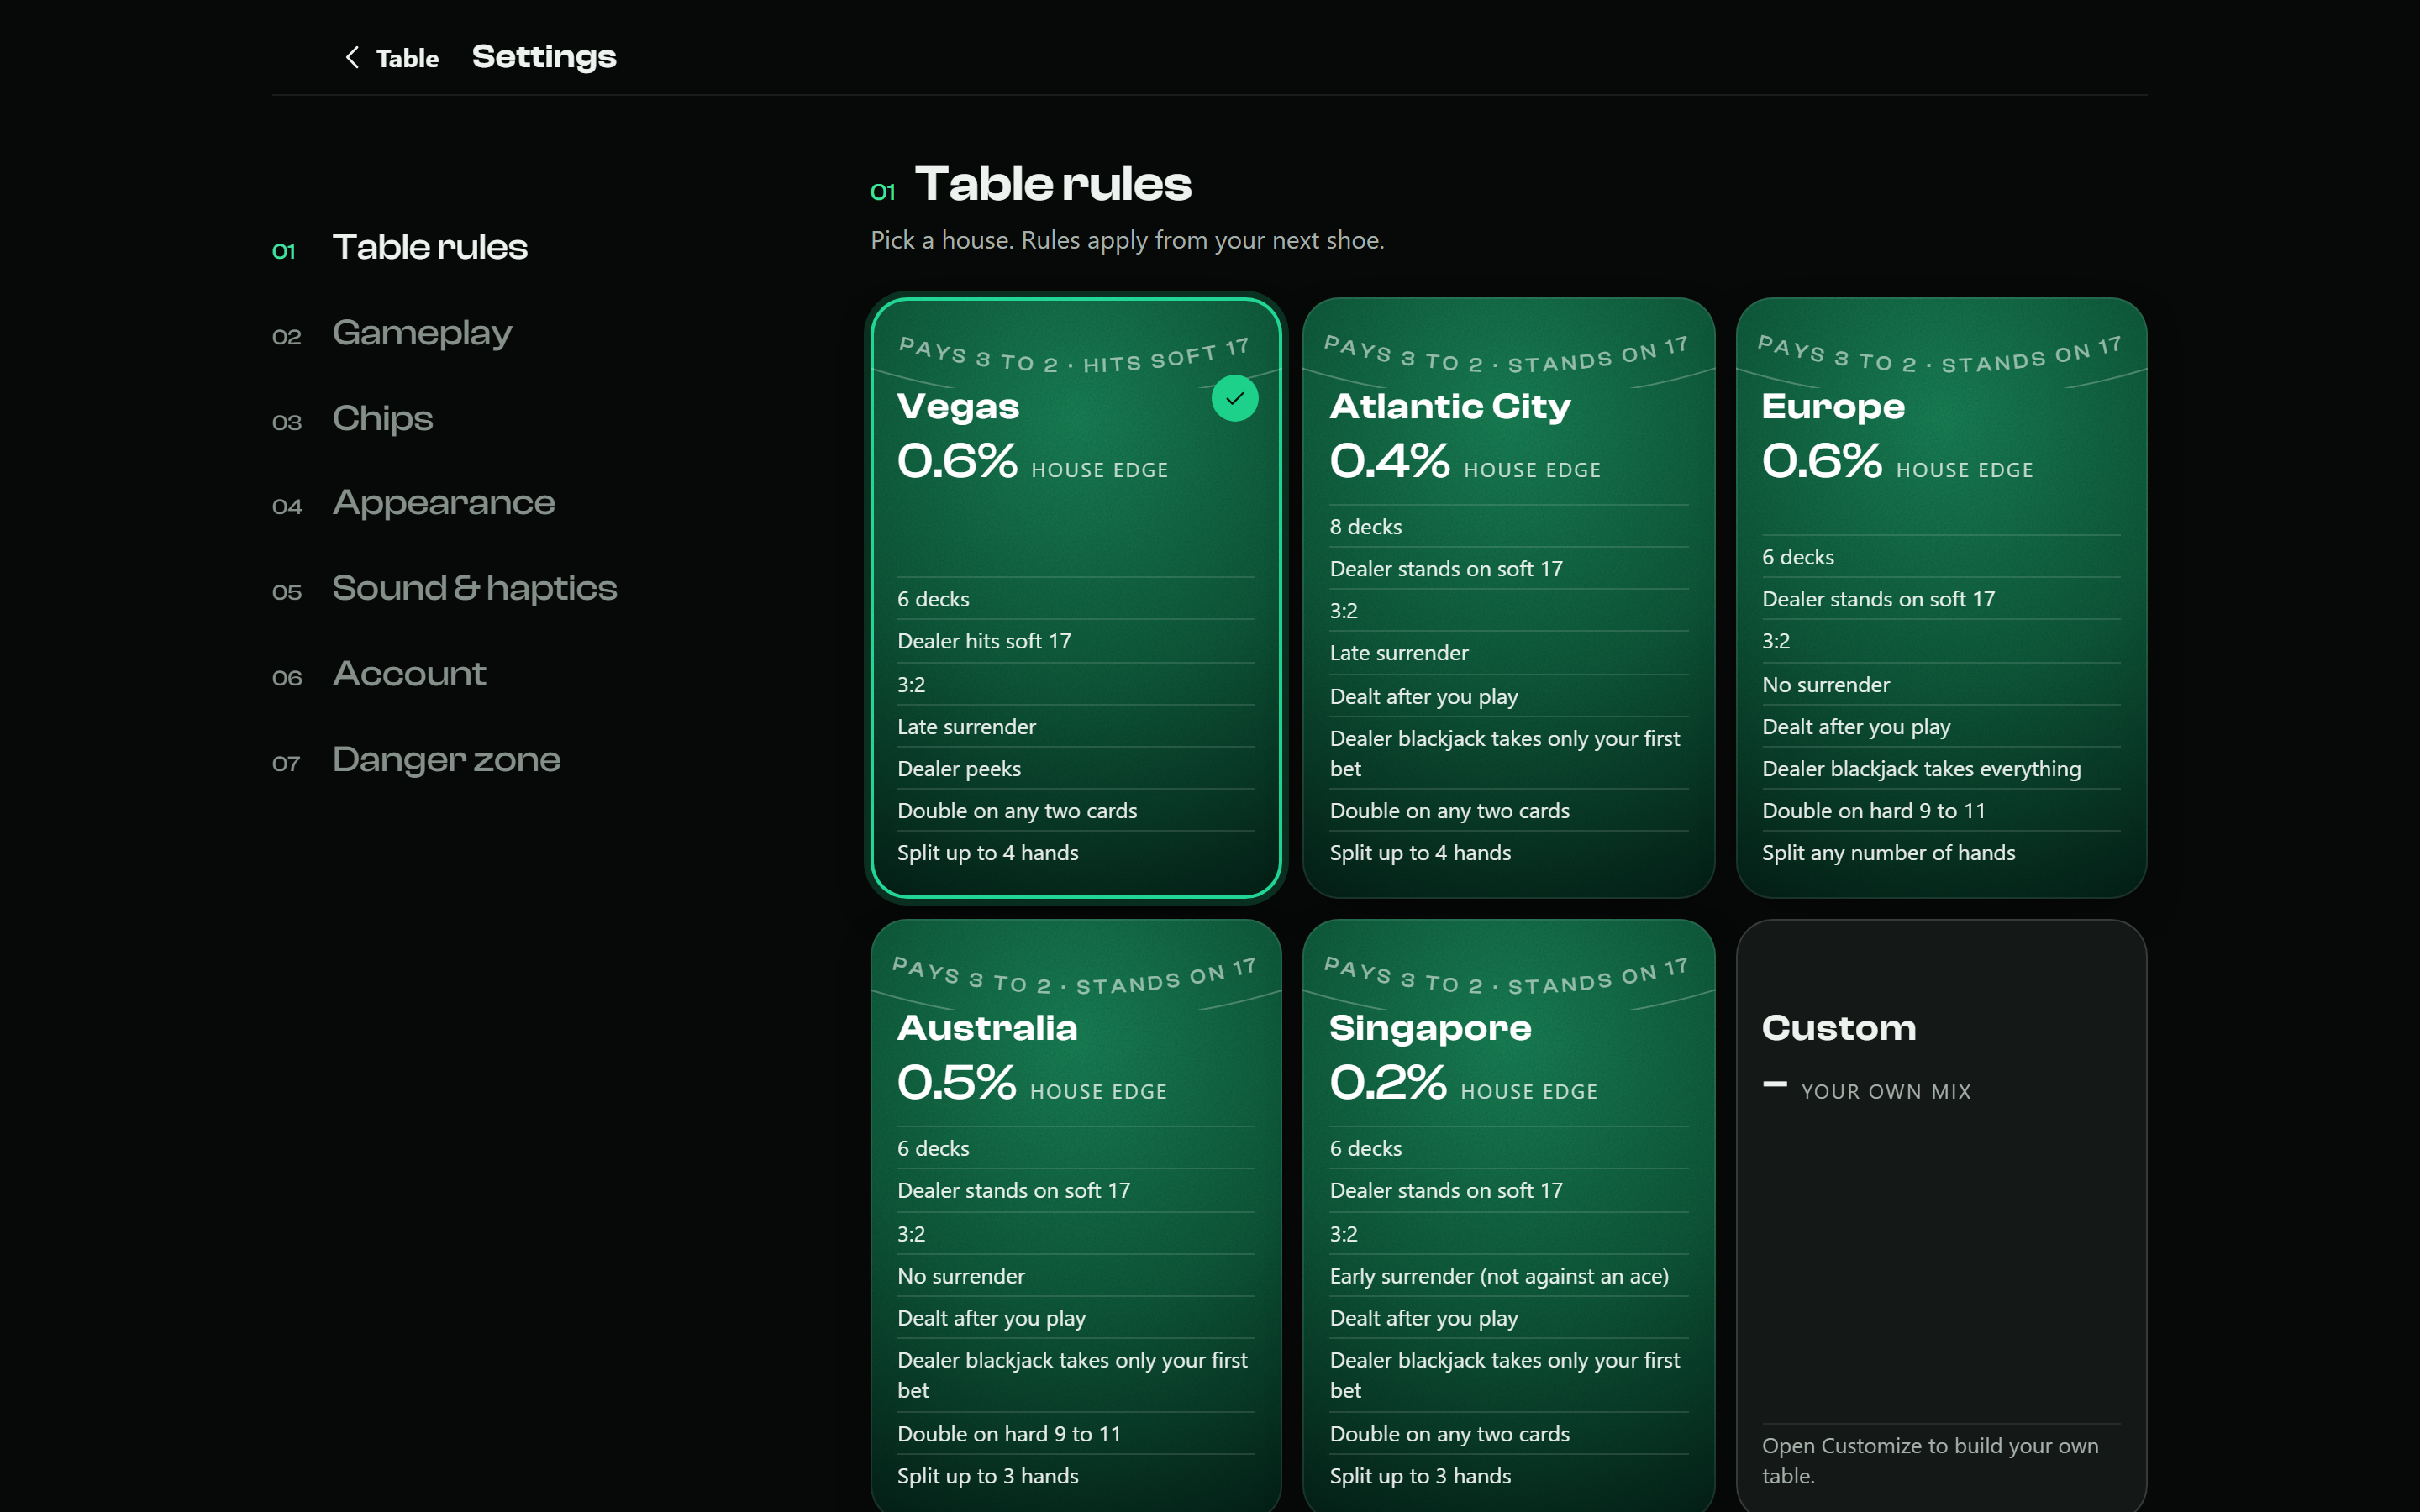 Table
Settings
01 Table rules
02 Gameplay
03 Chips
04 Appearance
05 Sound & haptics
06 Account
07 Danger zone
01 Table rules
Pick a house. Rules apply from your next shoe.
PAYS 3 TO 2 · HITS SOFT 17
Vegas
0.6% HOUSE EDGE
6 decks
Dealer hits soft 17
3:2
Late surrender
Dealer peeks
Double on any two cards
Split up to 4 hands
PAYS 3 TO 2 · STANDS ON 17
Atlantic City
0.4% HOUSE EDGE
8 decks
Dealer stands on soft 17
3:2
Late surrender
Dealt after you play
Dealer blackjack takes only your first
bet
Double on any two cards
Split up to 4 hands
PAYS 3 TO 2 · STANDS ON 17
Europe
0.6% HOUSE EDGE
6 decks
Dealer stands on soft 17
3:2
No surrender
Dealt after you play
Dealer blackjack takes everything
Double on hard 9 to 11
Split any number of hands
PAYS 3 TO 2 · STANDS ON 17
Australia
0.5% HOUSE EDGE
6 decks
Dealer stands on soft 17
3:2
No surrender
Dealt after you play
Dealer blackjack takes only your first
bet
Double on hard 9 to 11
Split up to 3 hands
PAYS 3 TO 2 · STANDS ON 17
Singapore
0.2% HOUSE EDGE
6 decks
Dealer stands on soft 17
3:2
Early surrender (not against an ace)
Dealt after you play
Dealer blackjack takes only your first
bet
Double on any two cards
Split up to 3 hands
Custom
– YOUR OWN MIX
Open Customize to build your own
table.